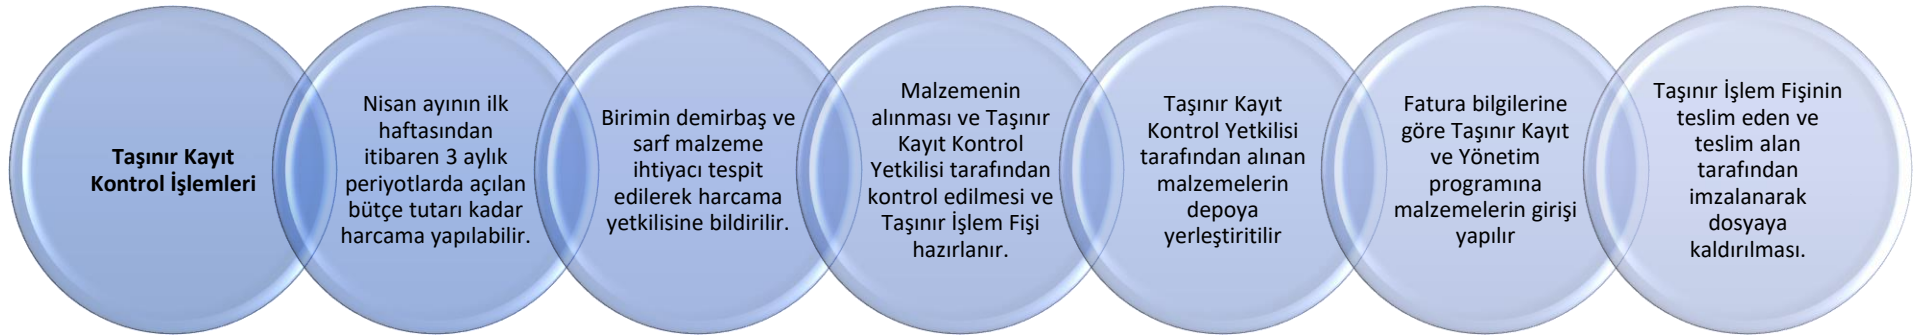 Taşınır Kayıt
Kontrol İşlemleri
Nisan ayının ilk
haftasından
itibaren 3 aylık
periyotlarda açılan
bütçe tutarı kadar
harcama yapılabilir.
Birimin demirbaş ve
sarf malzeme
ihtiyacı tespit
edilerek harcama
yetkilisine bildirilir.
Malzemenin
alınması ve Taşınır
Kayıt Kontrol
Yetkilisi tarafından
kontrol edilmesi ve
Taşınır İşlem Fişi
hazırlanır.
Taşınır Kayıt
Kontrol Yetkilisi
tarafından alınan
malzemelerin
depoya
yerleştiritilir
Fatura bilgilerine
göre Taşınır Kayıt
ve Yönetim
programına
malzemelerin girişi
yapılır
Taşınır İşlem Fişinin
teslim eden ve
teslim alan
tarafından
imzalanarak
dosyaya
kaldırılması.